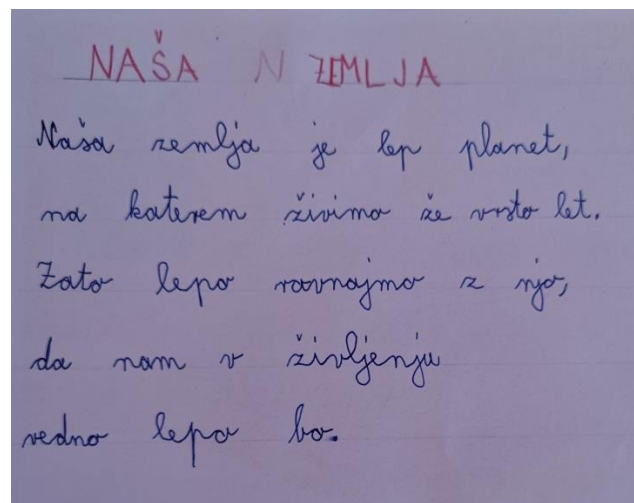 NAŠA N ZEMLJA
Naša zemlja je lep planet,
na katerem živimo že vrsto let.
Zato lepo ravnajmo z njo,
da nam v življenju
vedno lepo bo.